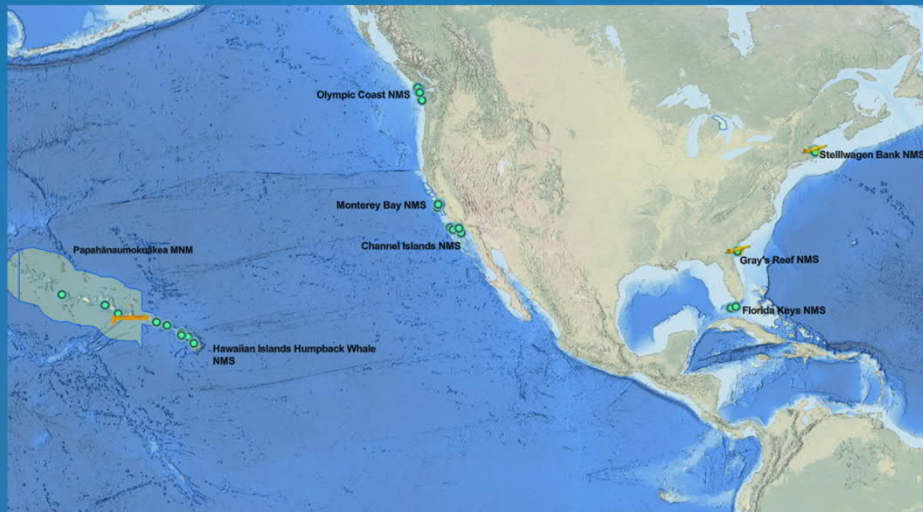 Olympic Coast NMS
Stellwagen Bank NMS
Monterey Bay NMS
Channel Islands NMS
Papahānaumokuākea MNM
Gray's Reef NMS
Florida Keys NMS
Hawaiian Islands Humpback Whale
NMS